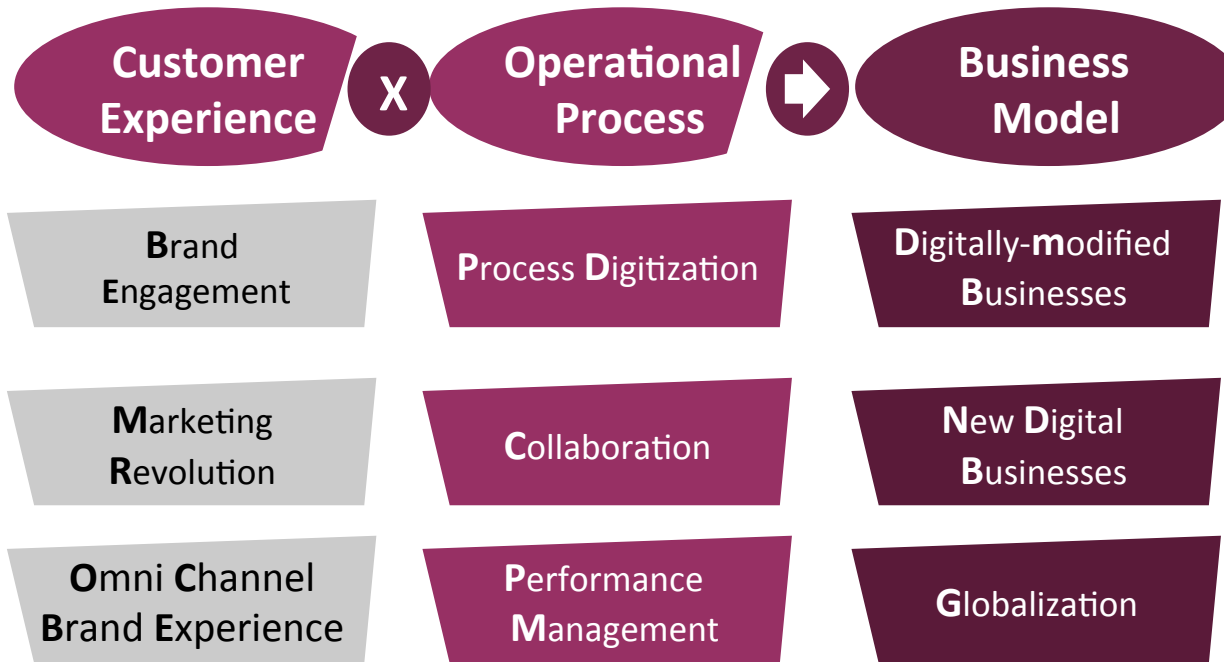 Customer
Experience
X
Operational
Process
Business
Model
Brand
Engagement
Process Digitization
Digitally-modified
Businesses
Marketing
Revolution
Collaboration
New Digital
Businesses
Omni Channel
Brand Experience
Performance
Management
Globalization